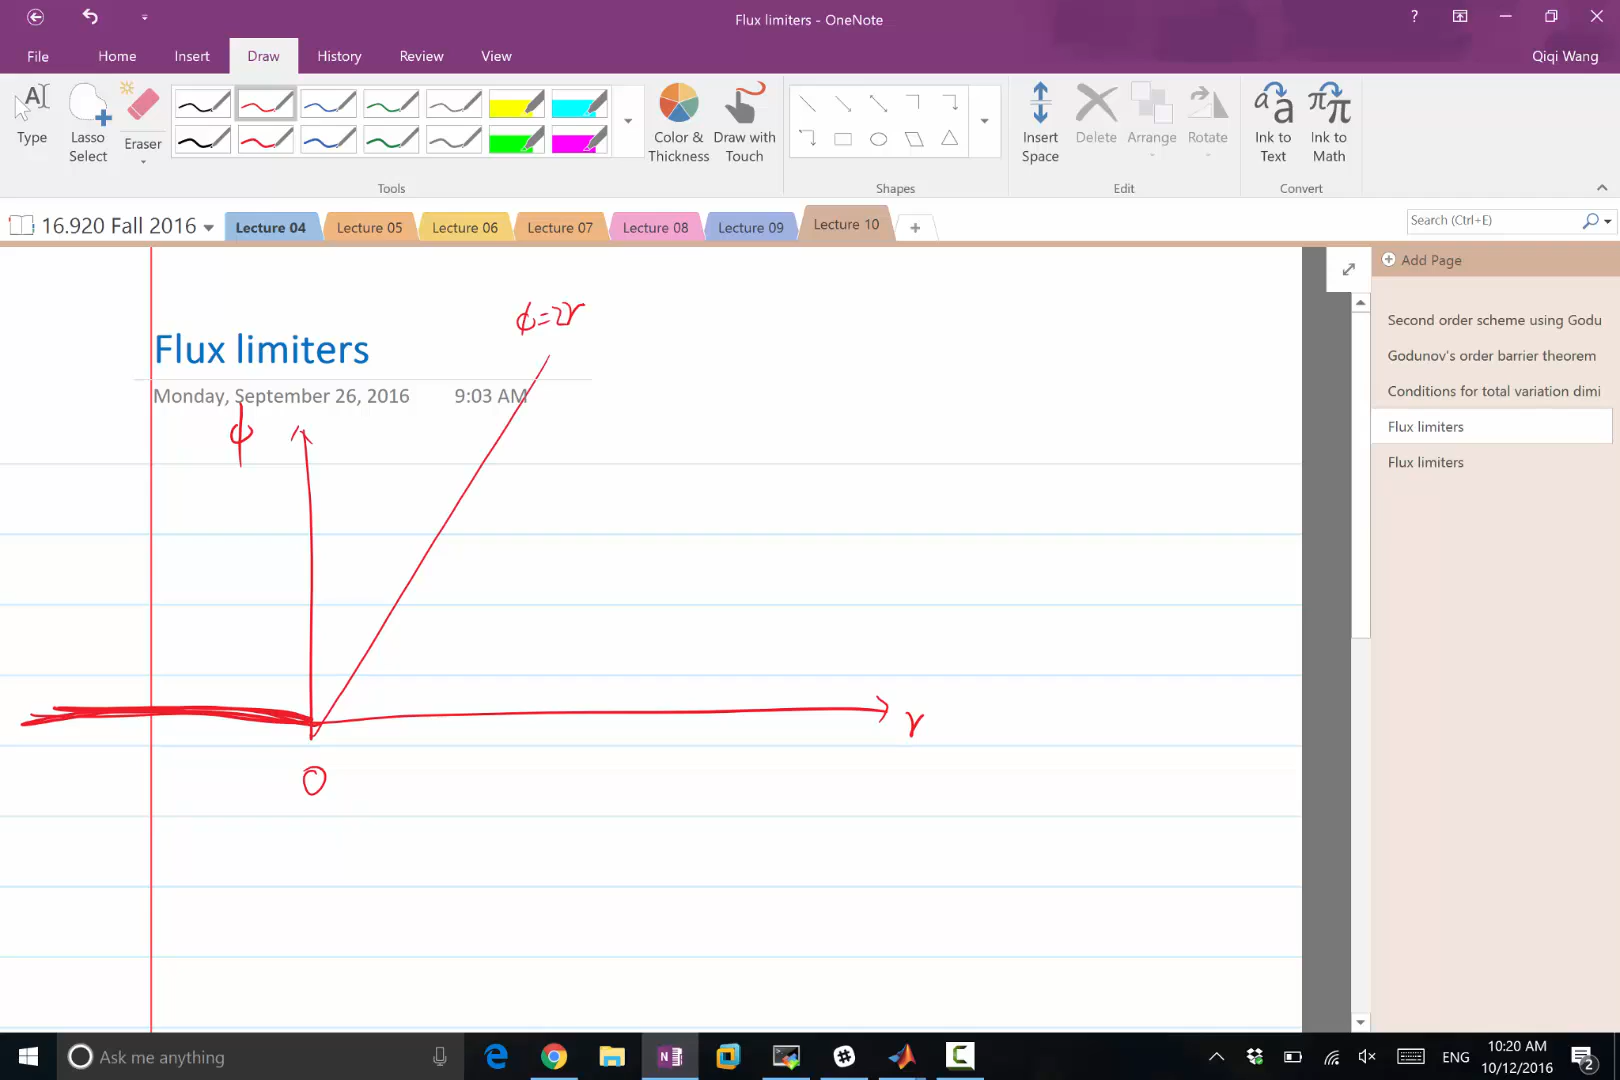 Flux limiters - OneNote
?
File Home Insert Draw History Review View
Qiqi Wang
Type
Lasso Select
Eraser
Color & Thickness
Draw with Touch
Insert Space
Delete
Arrange
Rotate
Ink to Text
Ink to Math
Tools
Shapes
Edit
Convert
16.920 Fall 2016
Lecture 04
Lecture 05
Lecture 06
Lecture 07
Lecture 08
Lecture 09
Lecture 10
Search (Ctrl+E)
Add Page
Second order scheme using Godu
Godunov's order barrier theorem
Conditions for total variation dimi
Flux limiters
Flux limiters
ϕ=2r
Flux limiters
Monday, September 26, 2016 9:03 AM
ϕ
r
0
Ask me anything
ENG
10:20 AM
10/12/2016
2